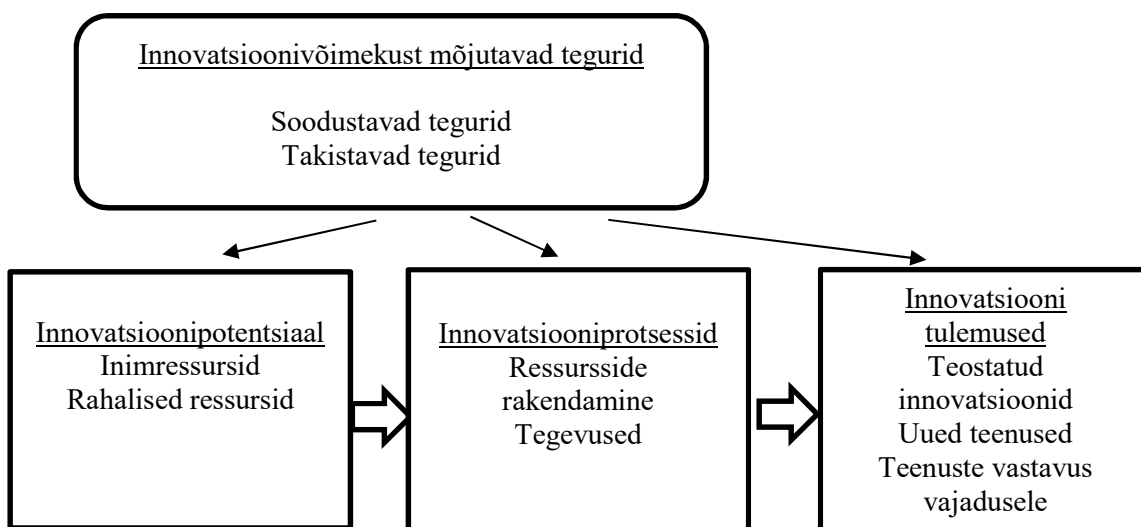 Innovatsioonivõimekust mõjutavad tegurid
Soodustavad tegurid
Takistavad tegurid
Innovatsioonipotentsiaal
Inimressursid
Rahalised ressursid
Innovatsiooniprotsessid
Ressursside
rakendamine
Tegevused
Innovatsiooni
tulemused
Teostatud
innovatsioonid
Uued teenused
Teenuste vastavus
vajadusele